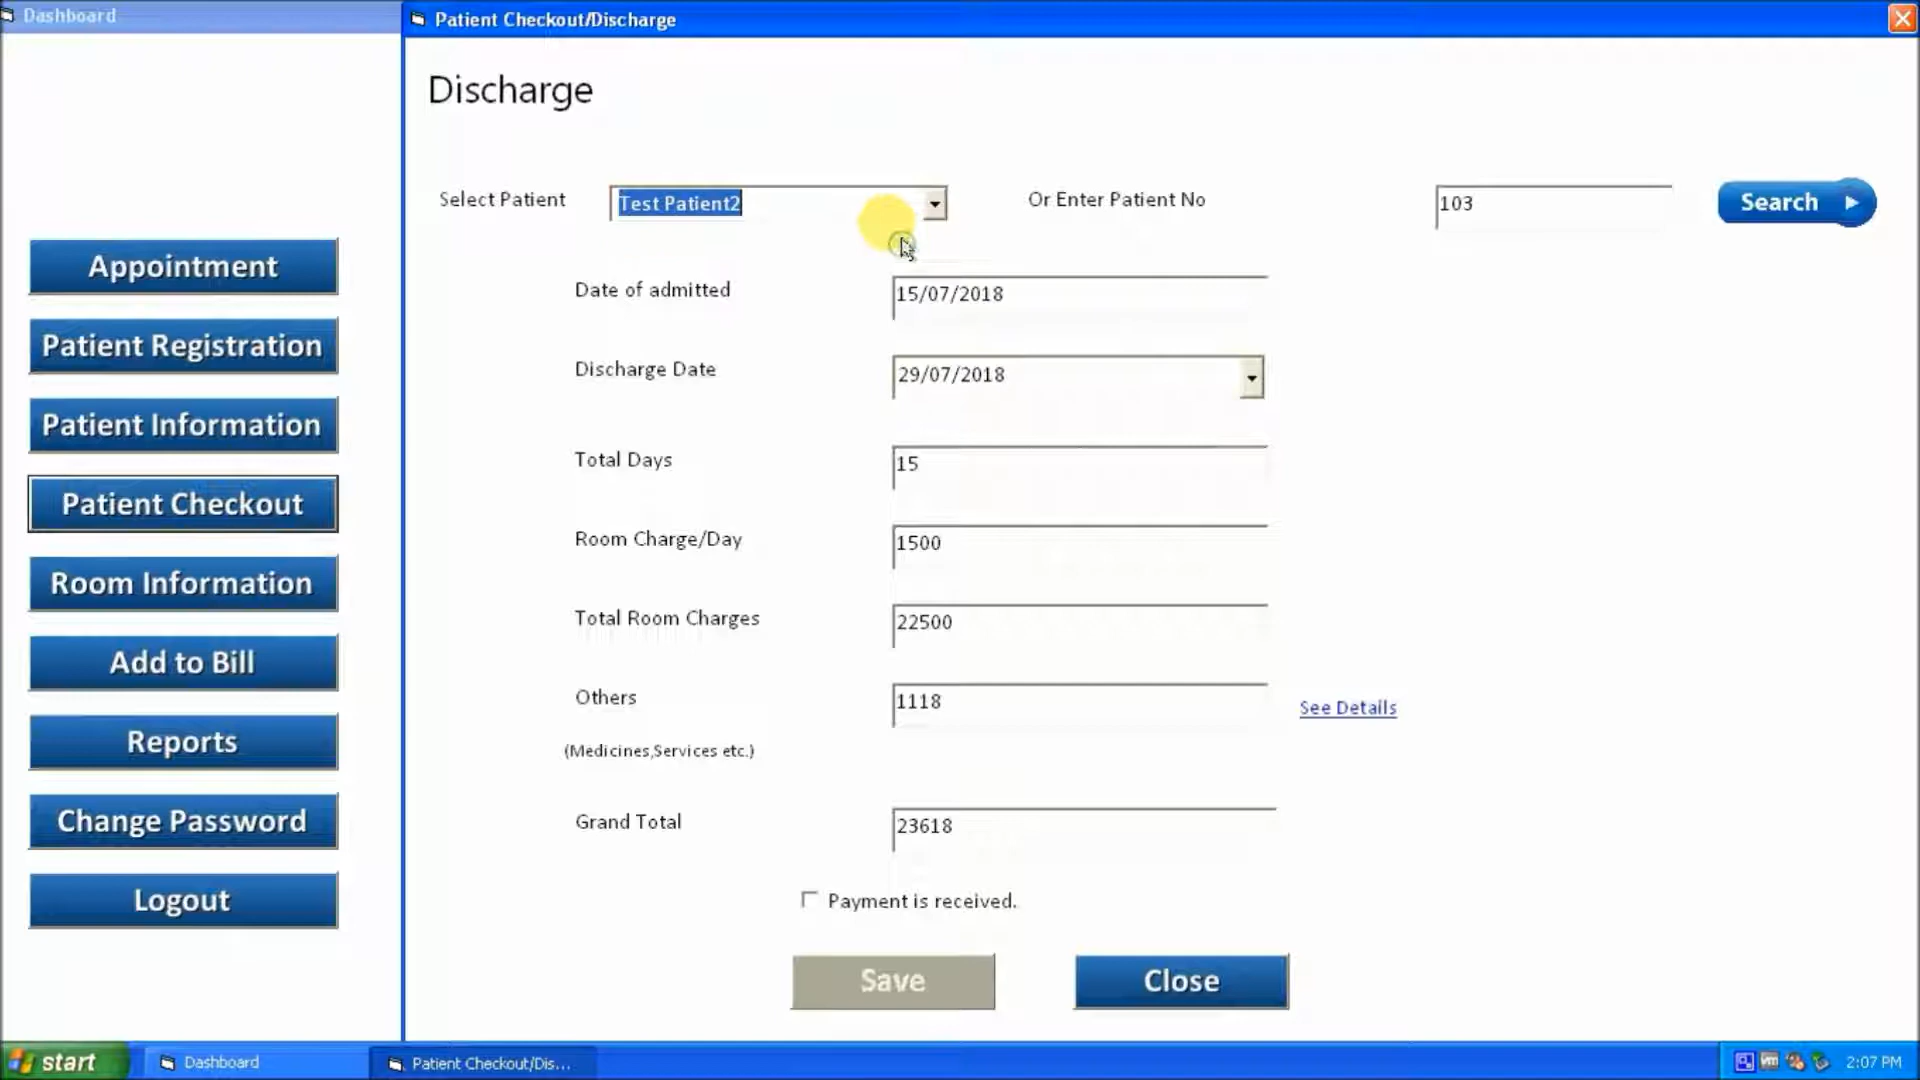 Dashboard
Patient Checkout/Discharge
Discharge
Select Patient
Test Patient2
Or Enter Patient No
103
Search
Date of admitted
15/07/2018
Discharge Date
29/07/2018
Total Days
15
Room Charge/Day
1500
Total Room Charges
22500
Others
1118
See Details
(Medicines,Services etc.)
Grand Total
23618
Payment is received.
Save
Close
Appointment
Patient Registration
Patient Information
Patient Checkout
Room Information
Add to Bill
Reports
Change Password
Logout
start
Dashboard
Patient Checkout/Dis...
2:07 PM